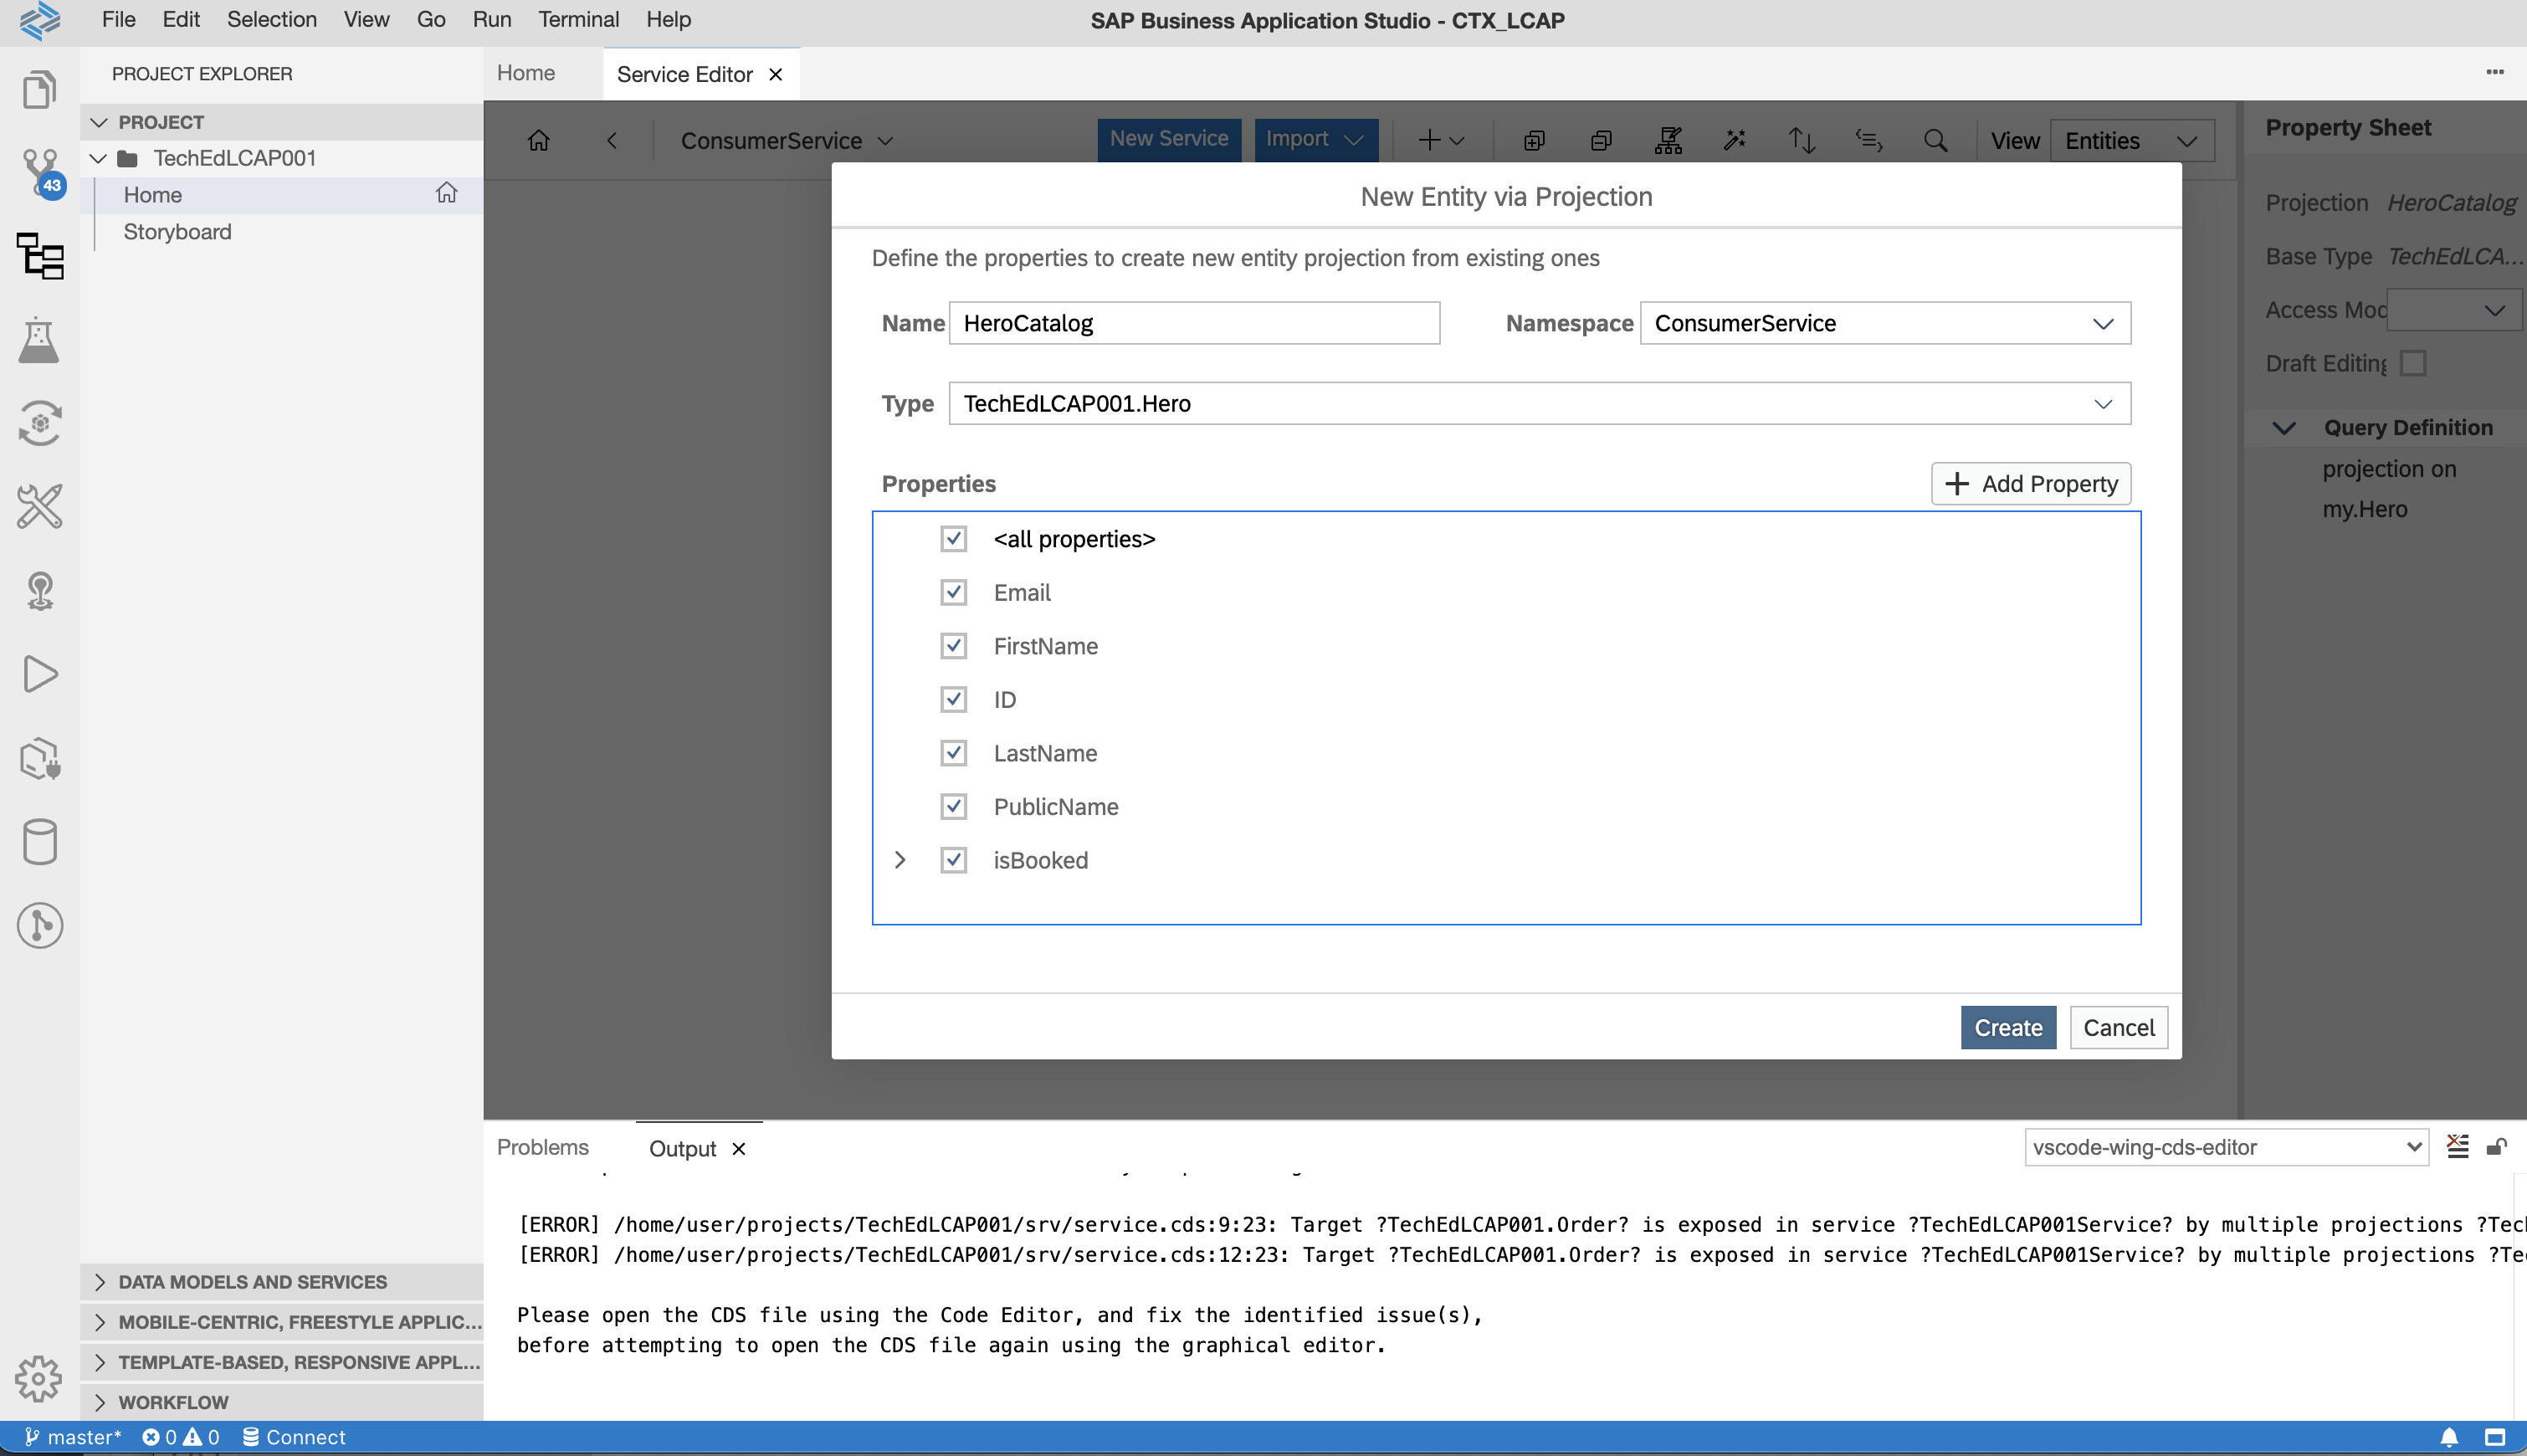 File Edit Selection View Go Run Terminal Help
SAP Business Application Studio - CTX_LCAP
PROJECT EXPLORER
PROJECT
TechEdLCAP001
Home
Storyboard
43
DATA MODELS AND SERVICES
MOBILE-CENTRIC, FREESTYLE APPLIC...
TEMPLATE-BASED, RESPONSIVE APPL...
WORKFLOW
Home
Service Editor
ConsumerService
New Service
Import
View
Entities
New Entity via Projection
Define the properties to create new entity projection from existing ones
Name HeroCatalog
Namespace ConsumerService
Type TechEdLCAP001.Hero
Properties
Add Property
<all properties>
Email
FirstName
ID
LastName
PublicName
isBooked
Create
Cancel
Property Sheet
Projection HeroCatalog
Base Type TechEdLCA...
Access Mod
Draft Editing
Query Definition
projection on
my.Hero
Problems
Output
vscode-wing-cds-editor
[ERROR] /home/user/projects/TechEdLCAP001/srv/service.cds:9:23: Target ?TechEdLCAP001.Order? is exposed in service ?TechEdLCAP001Service? by multiple projections ?Tec
[ERROR] /home/user/projects/TechEdLCAP001/srv/service.cds:12:23: Target ?TechEdLCAP001.Order? is exposed in service ?TechEdLCAP001Service? by multiple projections ?Te
Please open the CDS file using the Code Editor, and fix the identified issue(s),
before attempting to open the CDS file again using the graphical editor.
master* 0 0 Connect